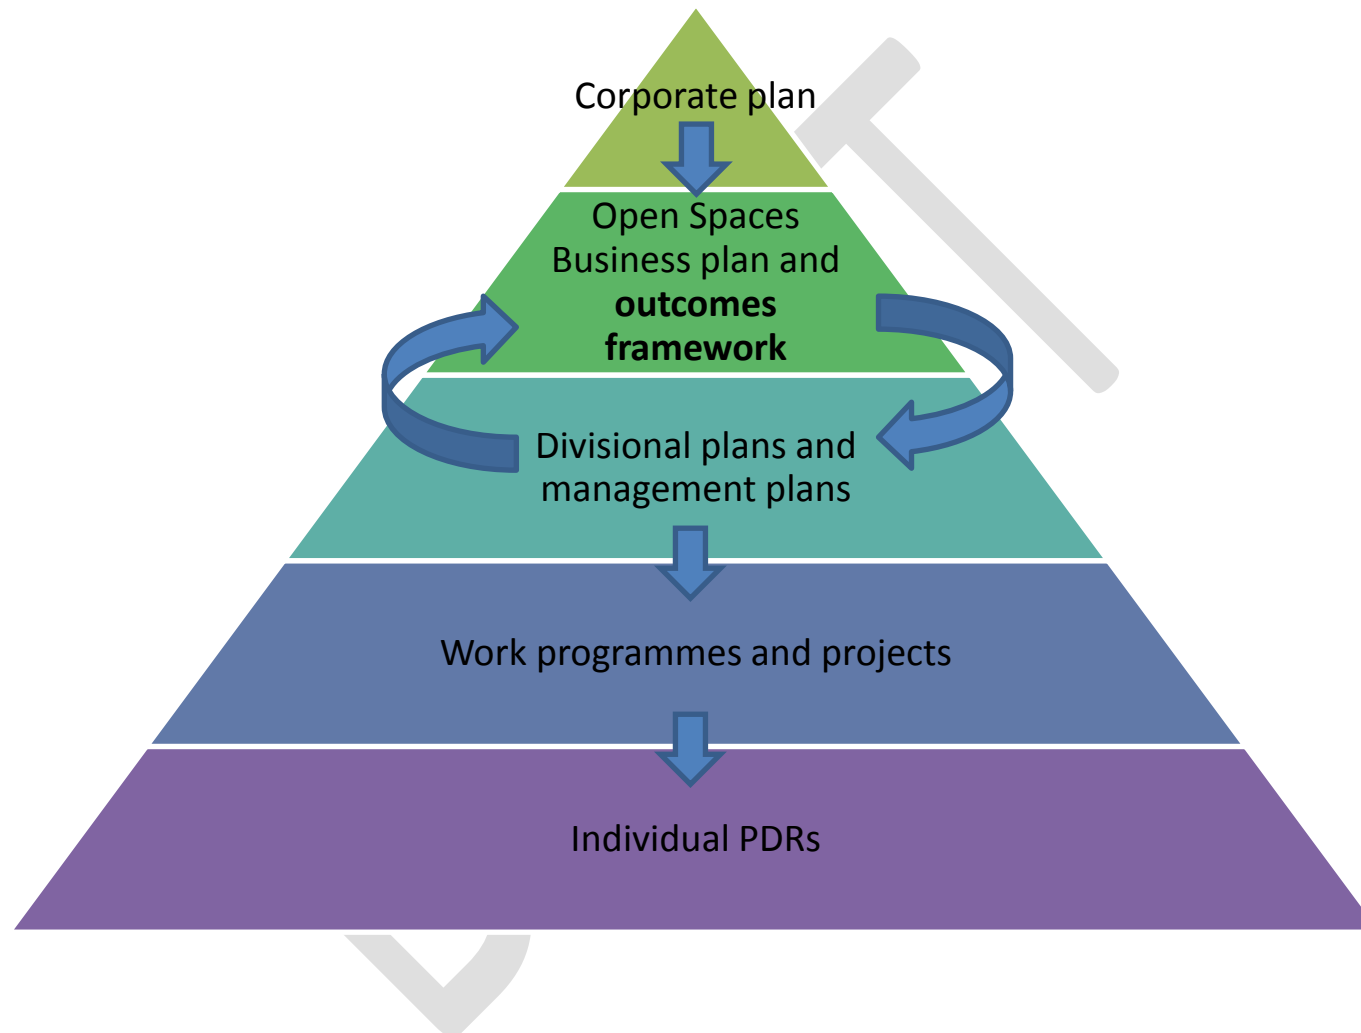 Corporate plan
Open Spaces
Business plan and
outcomes
framework
Divisional plans and
management plans
Work programmes and projects
Individual PDRs